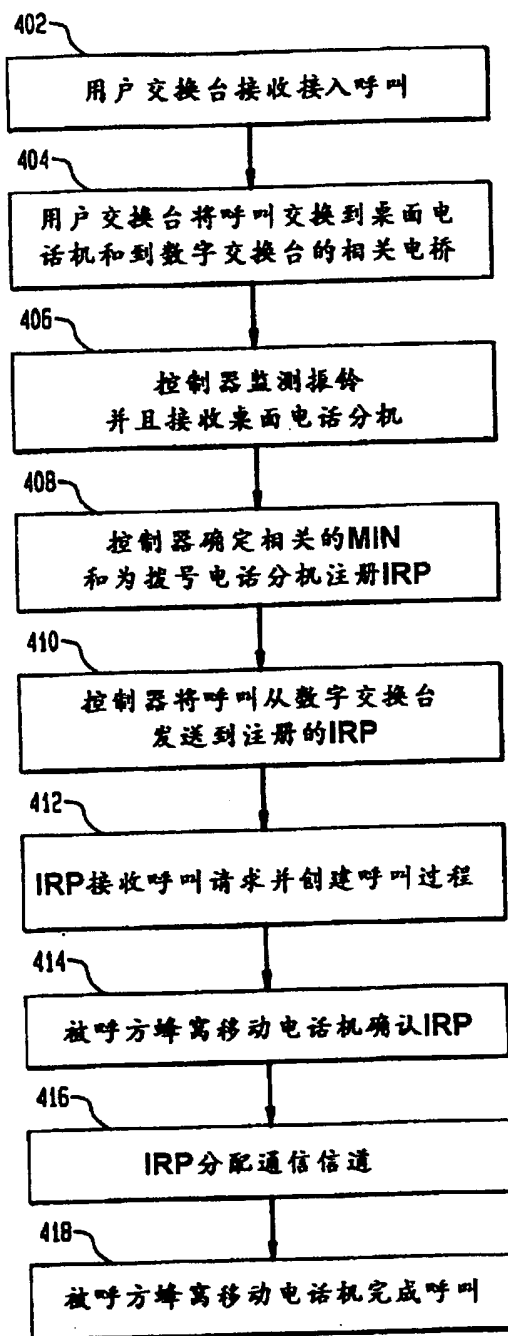 402
用户交换台接收接入呼叫
404
用户交换台将呼叫交换到桌面电
话机和到数字交换台的相关电桥
406
控制器监测振铃
并且接收桌面电话分机
408
控制器确定相关的MIN
和为拨号电话分机注册IRP
410
控制器将呼叫从数字交换台
发送到注册的IRP
412
IRP接收呼叫请求并创建呼叫过程
414
被呼方蜂窝移动电话机确认IRP
416
IRP分配通信信道
418
被呼方蜂窝移动电话机完成呼叫